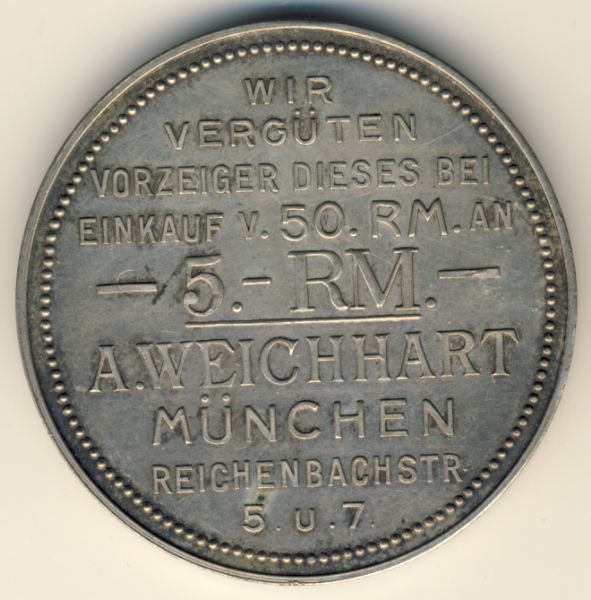 WIR
VERGÜTEN
VORZEIGER DIESES BEI
EINKAUF V. 50. RM. AN
— 5.- RM. —
A. WEICHHART
MÜNCHEN
REICHENBACHSTR.
5. u. 7.